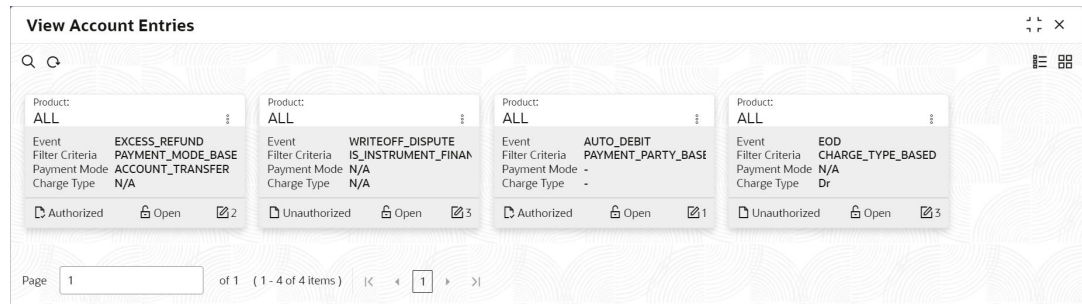 View Account Entries
Product:
ALL
Event EXCESS_REFUND
Filter Criteria PAYMENT_MODE_BASE
Payment Mode ACCOUNT_TRANSFER
Charge Type N/A
Authorized Open 2
Product:
ALL
Event WRITEOFF_DISPUTE
Filter Criteria IS_INSTRUMENT_FINAN
Payment Mode N/A
Charge Type N/A
Unauthorized Open 3
Product:
ALL
Event AUTO_DEBIT
Filter Criteria PAYMENT_PARTY_BASE
Payment Mode -
Charge Type -
Authorized Open 1
Product:
ALL
Event EOD
Filter Criteria CHARGE_TYPE_BASED
Payment Mode N/A
Charge Type Dr
Unauthorized Open 3
Page 1 of 1 (1 - 4 of 4 items) 1